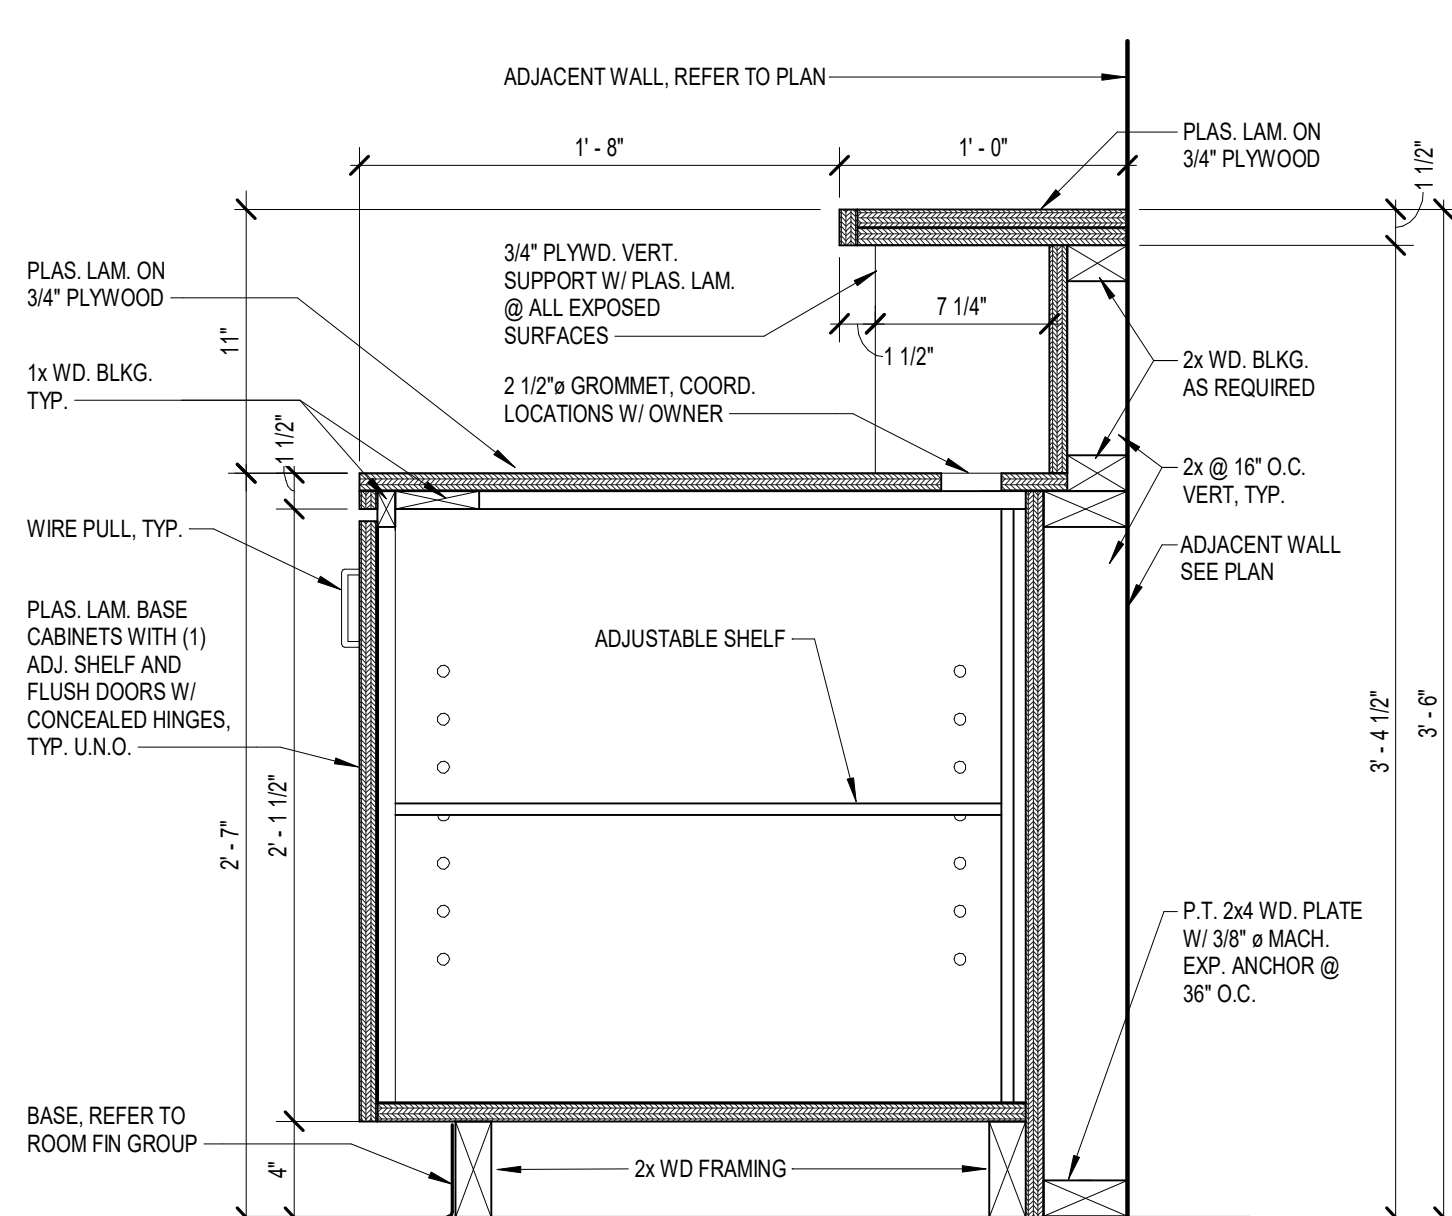 ADJACENT WALL, REFER TO PLAN
1' - 8"
1' - 0"
PLAS. LAM. ON
3/4" PLYWOOD
1 1/2"
3/4" PLYWD. VERT.
SUPPORT W/ PLAS. LAM.
@ ALL EXPOSED
SURFACES
PLAS. LAM. ON
3/4" PLYWOOD
7 1/4"
1 1/2"
11"
2x WD. BLKG.
AS REQUIRED
1x WD. BLKG.
TYP.
2 1/2"ø GROMMET, COORD.
LOCATIONS W/ OWNER
1 1/2"
2x @ 16" O.C.
VERT, TYP.
WIRE PULL, TYP.
ADJACENT WALL
SEE PLAN
PLAS. LAM. BASE
CABINETS WITH (1)
ADJ. SHELF AND
FLUSH DOORS W/
CONCEALED HINGES,
TYP. U.N.O.
ADJUSTABLE SHELF
3' - 4 1/2"
3' - 6"
2' - 7"
2' - 1 1/2"
P.T. 2x4 WD. PLATE
W/ 3/8" ø MACH.
EXP. ANCHOR @
36" O.C.
BASE, REFER TO
ROOM FIN GROUP
4"
2x WD FRAMING